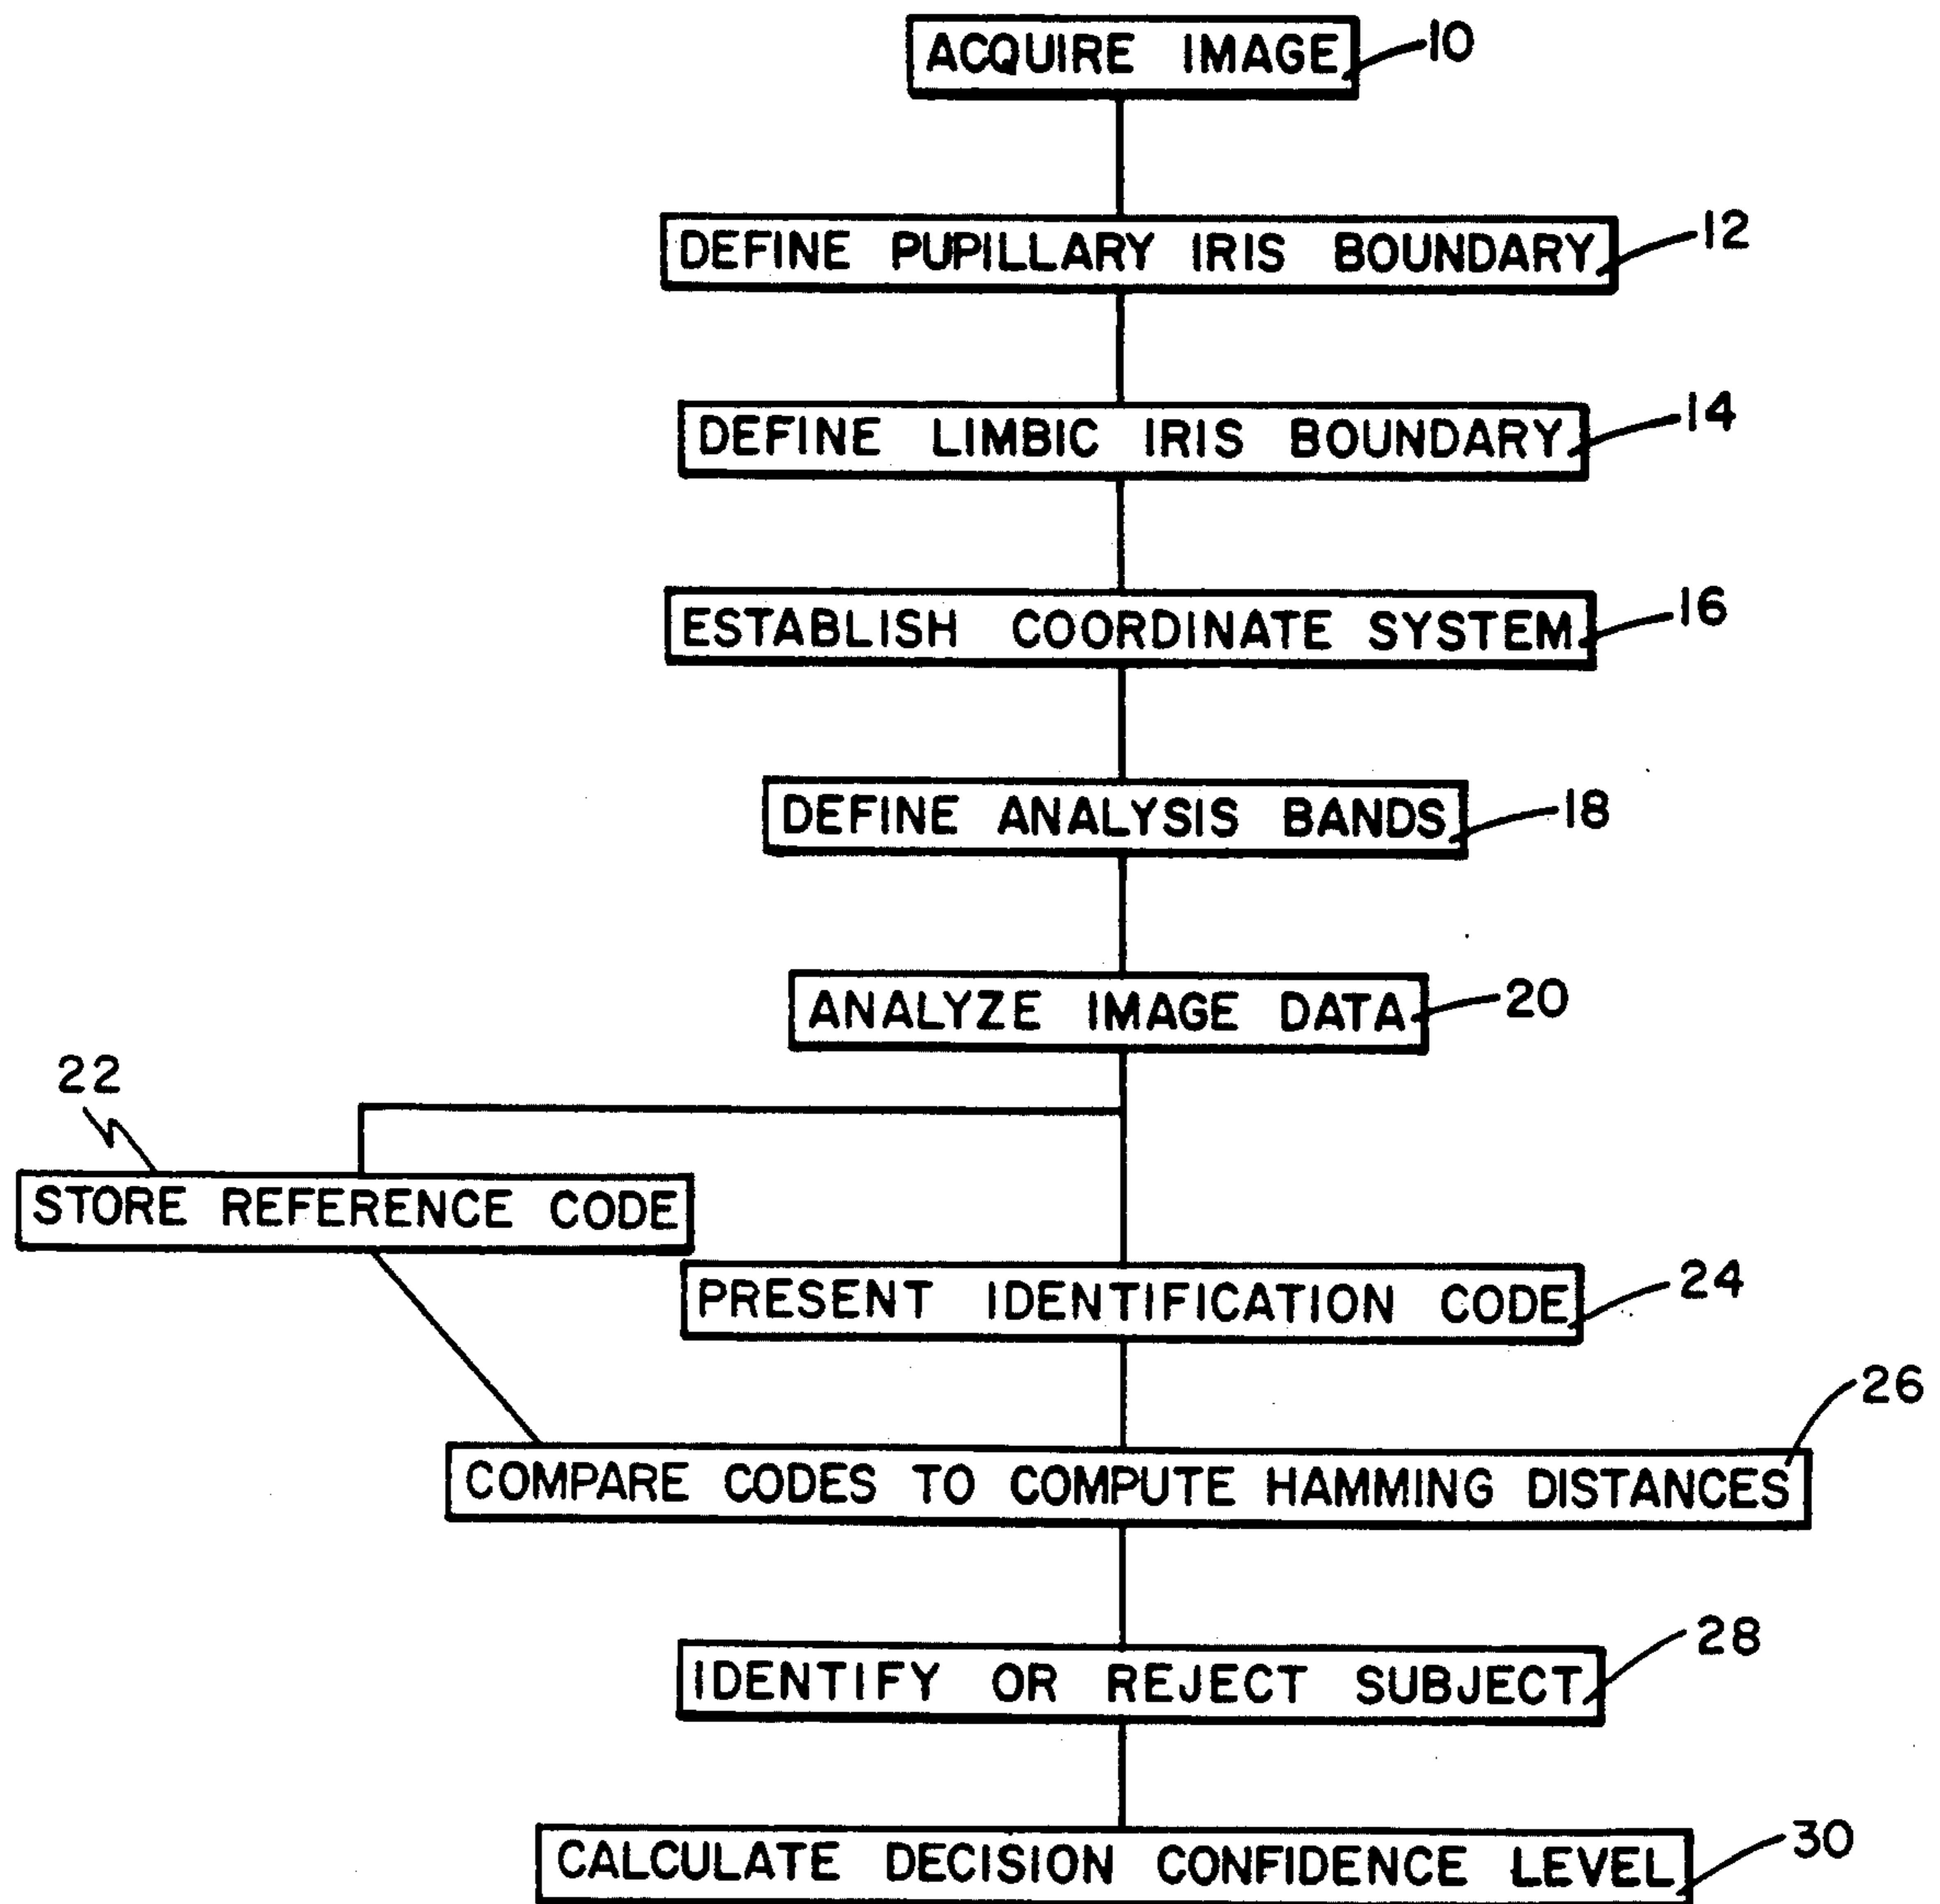 ACQUIRE IMAGE 10
DEFINE PUPILLARY IRIS BOUNDARY 12
DEFINE LIMBIC IRIS BOUNDARY 14
ESTABLISH COORDINATE SYSTEM 16
DEFINE ANALYSIS BANDS 18
ANALYZE IMAGE DATA 20
22
STORE REFERENCE CODE
PRESENT IDENTIFICATION CODE 24
26
COMPARE CODES TO COMPUTE HAMMING DISTANCES
IDENTIFY OR REJECT SUBJECT 28
CALCULATE DECISION CONFIDENCE LEVEL 30